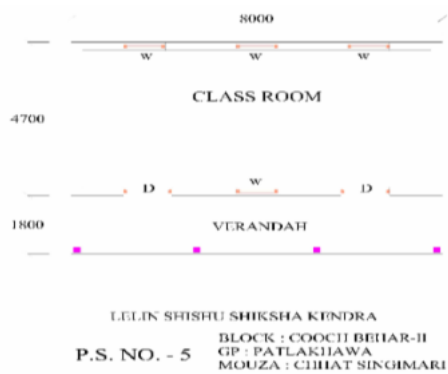 8000
W W W
CLASS ROOM
4700
D W D
1800 VERANDAH
LELIN SHISHU SHIKSHA KENDRA
P.S. NO. - 5
BLOCK : COOCH BEHAR-II
GP : PATLAKHAWA
MOUZA : CHHAT SINGIMARI